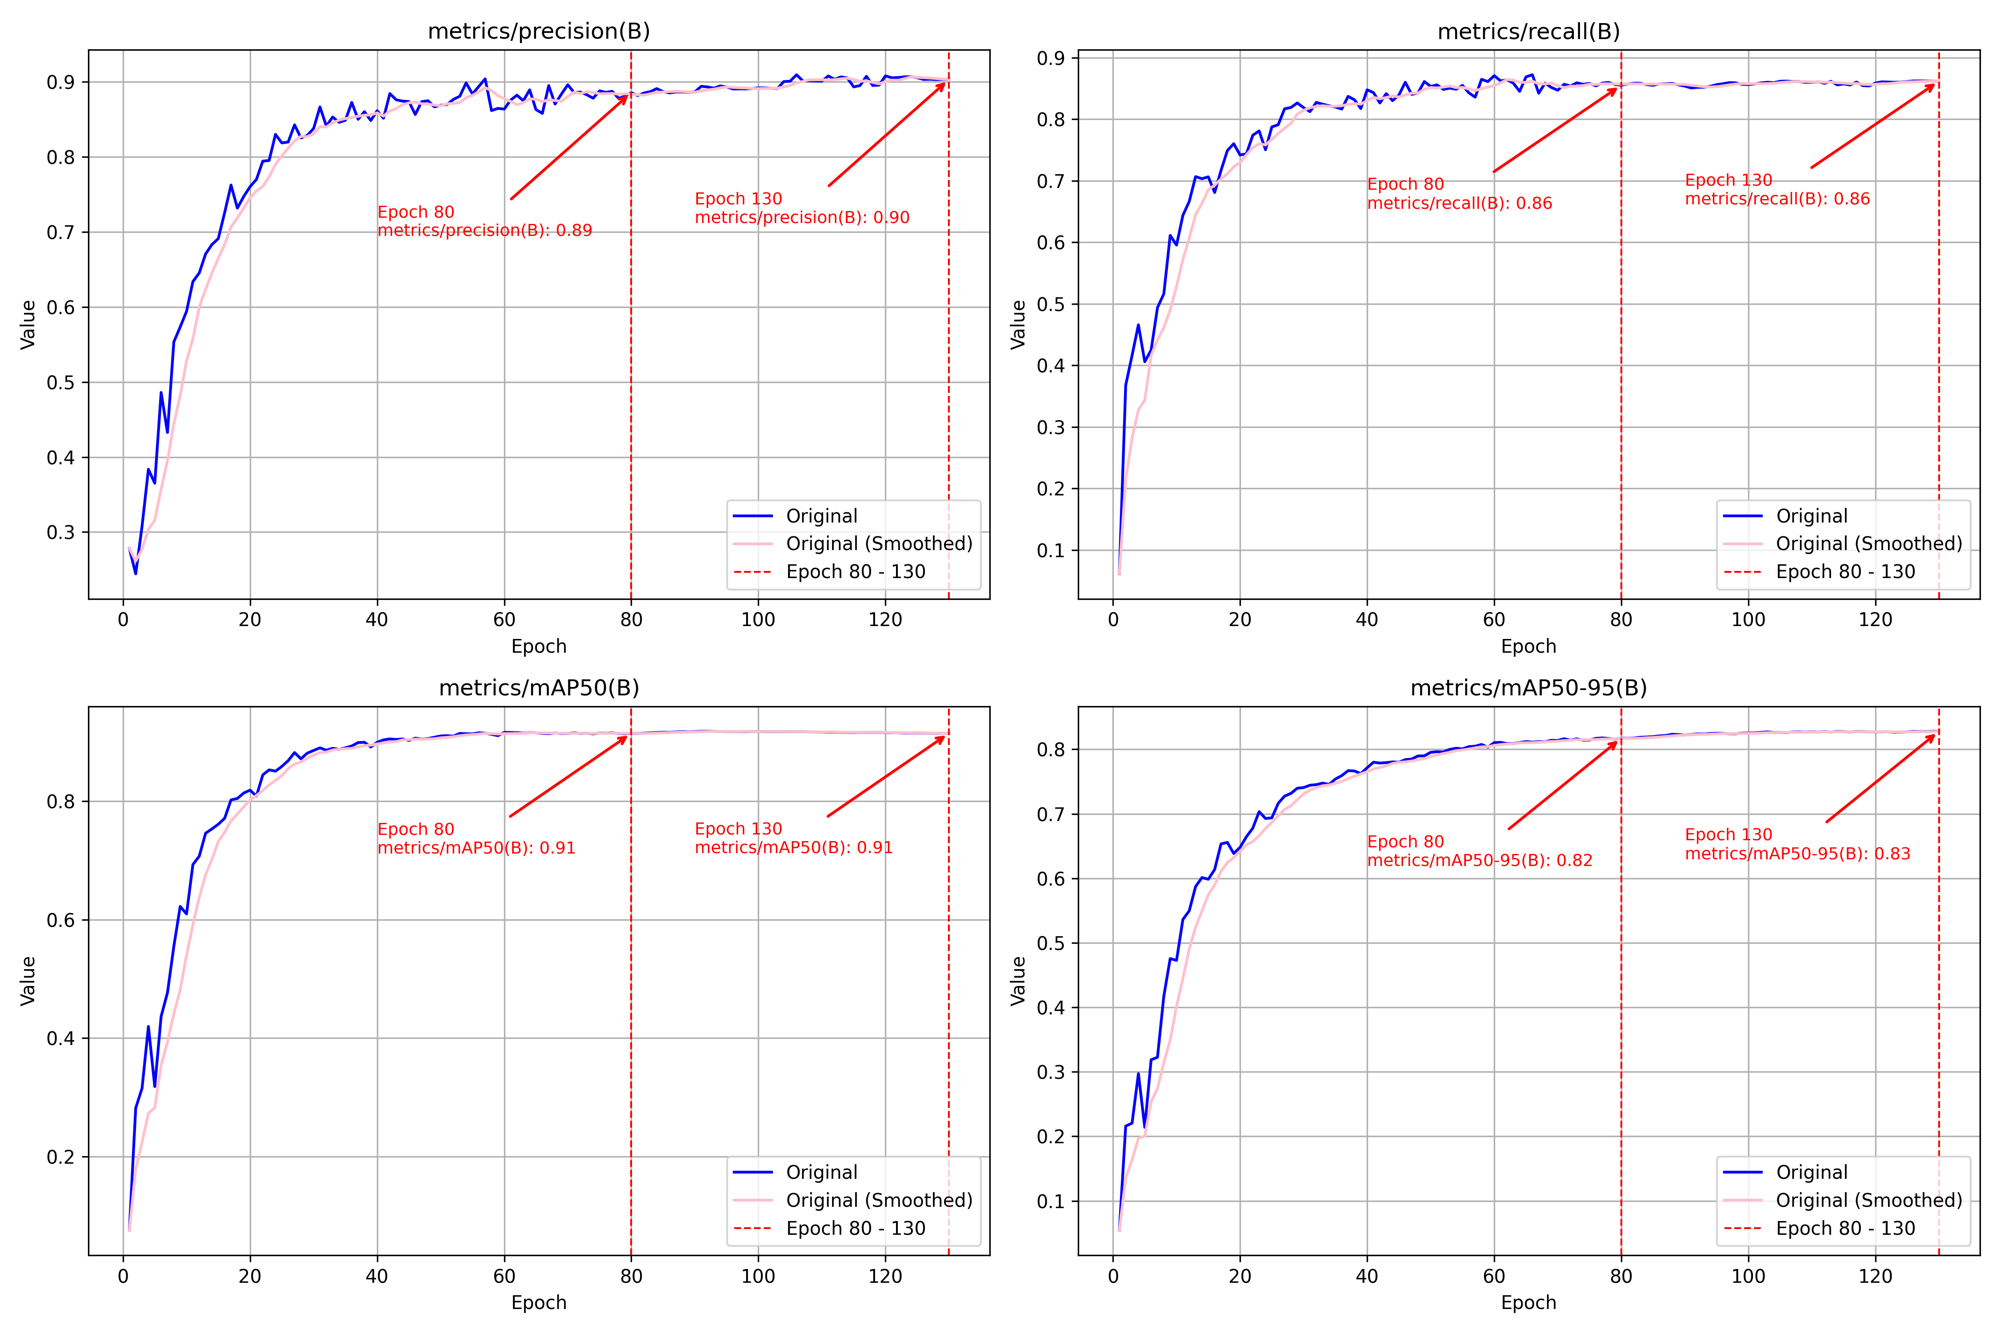 metrics/precision(B)
Value
0.9
0.8
0.7
0.6
0.5
0.4
0.3
Epoch 80
metrics/precision(B): 0.89
Epoch 130
metrics/precision(B): 0.90
Original
Original (Smoothed)
Epoch 80 - 130
0 20 40 60 80 100 120
Epoch
metrics/recall(B)
Value
0.9
0.8
0.7
0.6
0.5
0.4
0.3
0.2
0.1
Epoch 80
metrics/recall(B): 0.86
Epoch 130
metrics/recall(B): 0.86
Original
Original (Smoothed)
Epoch 80 - 130
0 20 40 60 80 100 120
Epoch
metrics/mAP50(B)
Value
0.8
0.6
0.4
0.2
Epoch 80
metrics/mAP50(B): 0.91
Epoch 130
metrics/mAP50(B): 0.91
Original
Original (Smoothed)
Epoch 80 - 130
0 20 40 60 80 100 120
Epoch
metrics/mAP50-95(B)
Value
0.8
0.7
0.6
0.5
0.4
0.3
0.2
0.1
Epoch 80
metrics/mAP50-95(B): 0.82
Epoch 130
metrics/mAP50-95(B): 0.83
Original
Original (Smoothed)
Epoch 80 - 130
0 20 40 60 80 100 120
Epoch